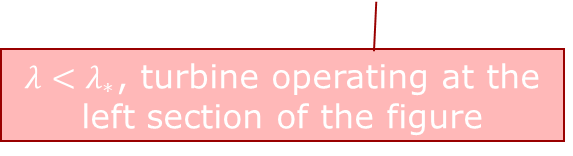 λ < λ*, turbine operating at the
left section of the figure